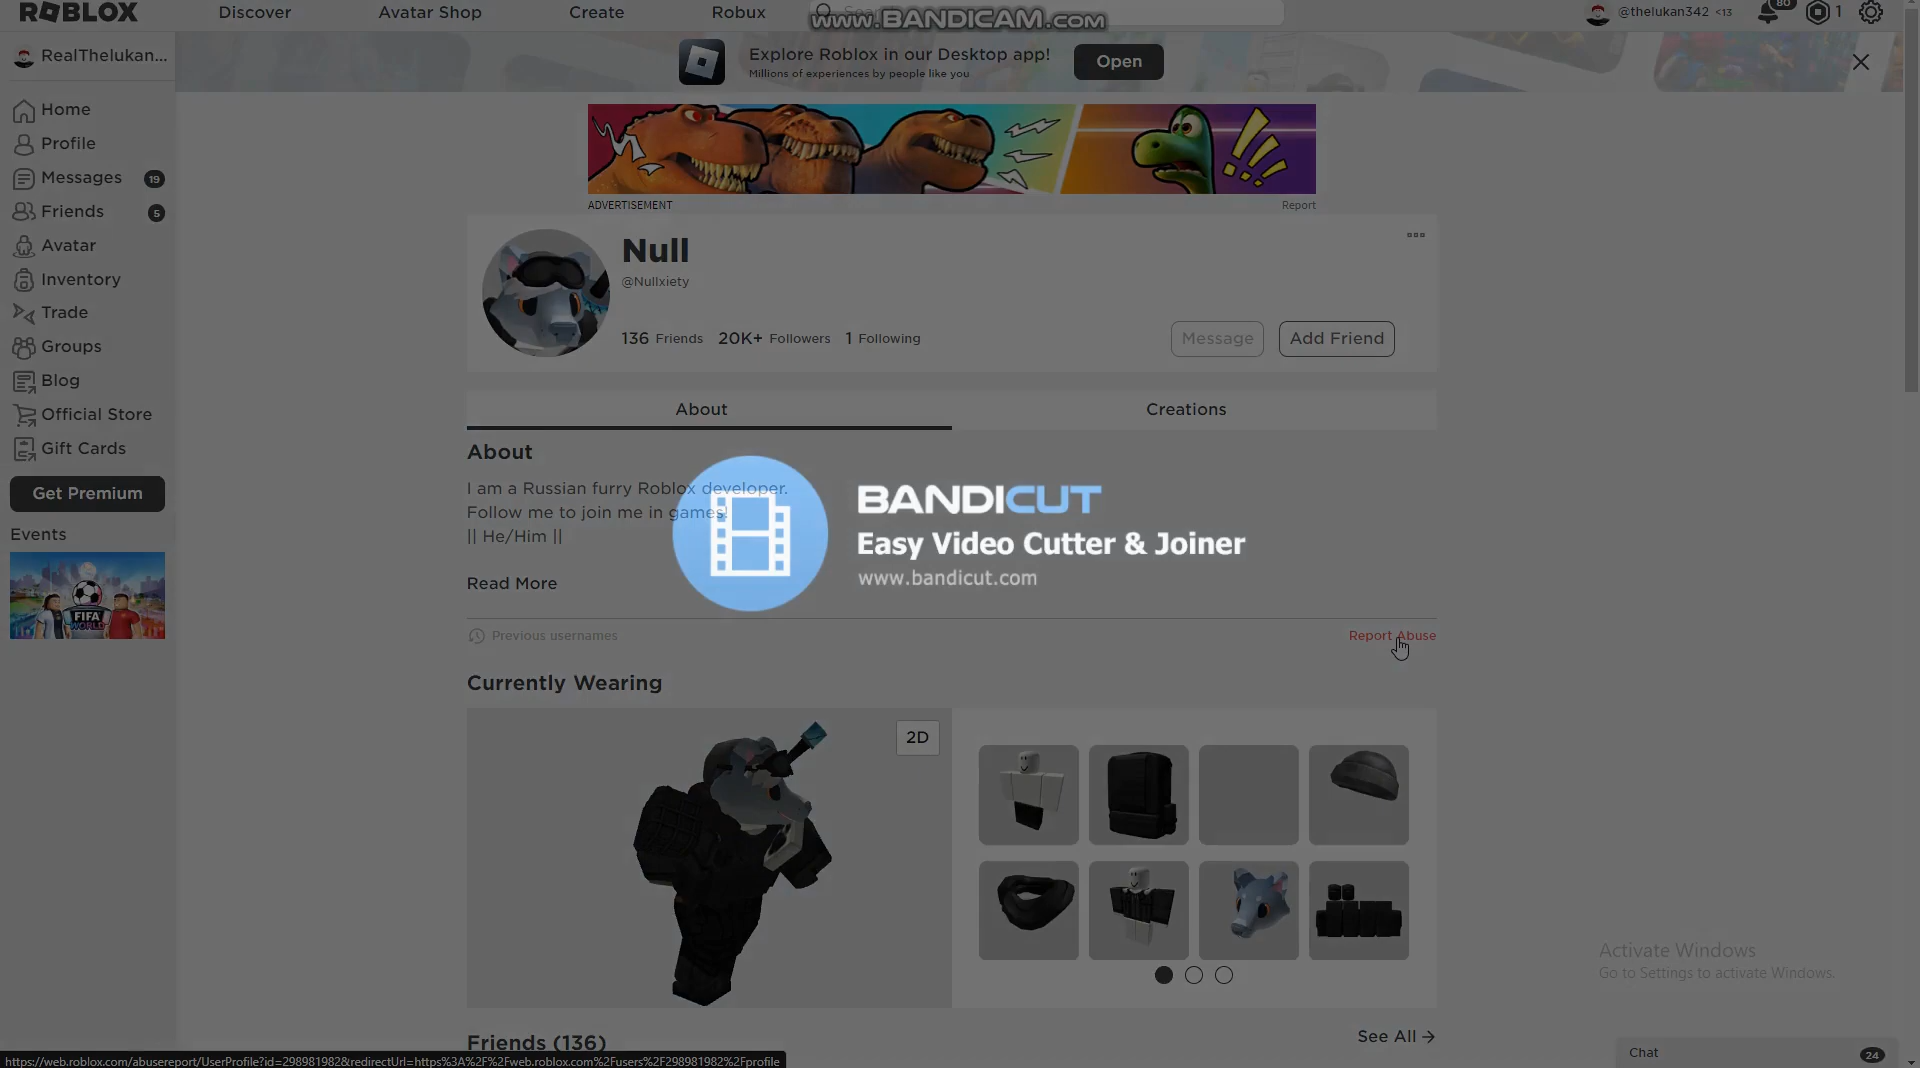 ROBLOX
Discover
Avatar Shop
Create
Robux
www.BANDICAM.com
@thelukan342 <13
80
1
RealThelukan...
Explore Roblox in our Desktop app!
Millions of experiences by people like you
Open
Home
Profile
Messages 19
Friends 5
Avatar
Inventory
Trade
Groups
Blog
Official Store
Gift Cards
Get Premium
Events
FIFA
WORLD
ADVERTISEMENT
Report
Null
@Nullxiety
136 Friends 20K+ Followers 1 Following
Message
Add Friend
About
Creations
About
I am a Russian furry Roblox developer.
Follow me to join me in games!
|| He/Him ||
Read More
BANDICUT
Easy Video Cutter & Joiner
www.bandicut.com
Previous usernames
Report Abuse
Currently Wearing
2D
Activate Windows
Go to Settings to activate Windows.
Friends (136)
See All
Chat
24
https://web.roblox.com/abusereport/UserProfile?id=298981982&redirectUrl=https%3A%2F%2Fweb.roblox.com%2Fusers%2F298981982%2Fprofile